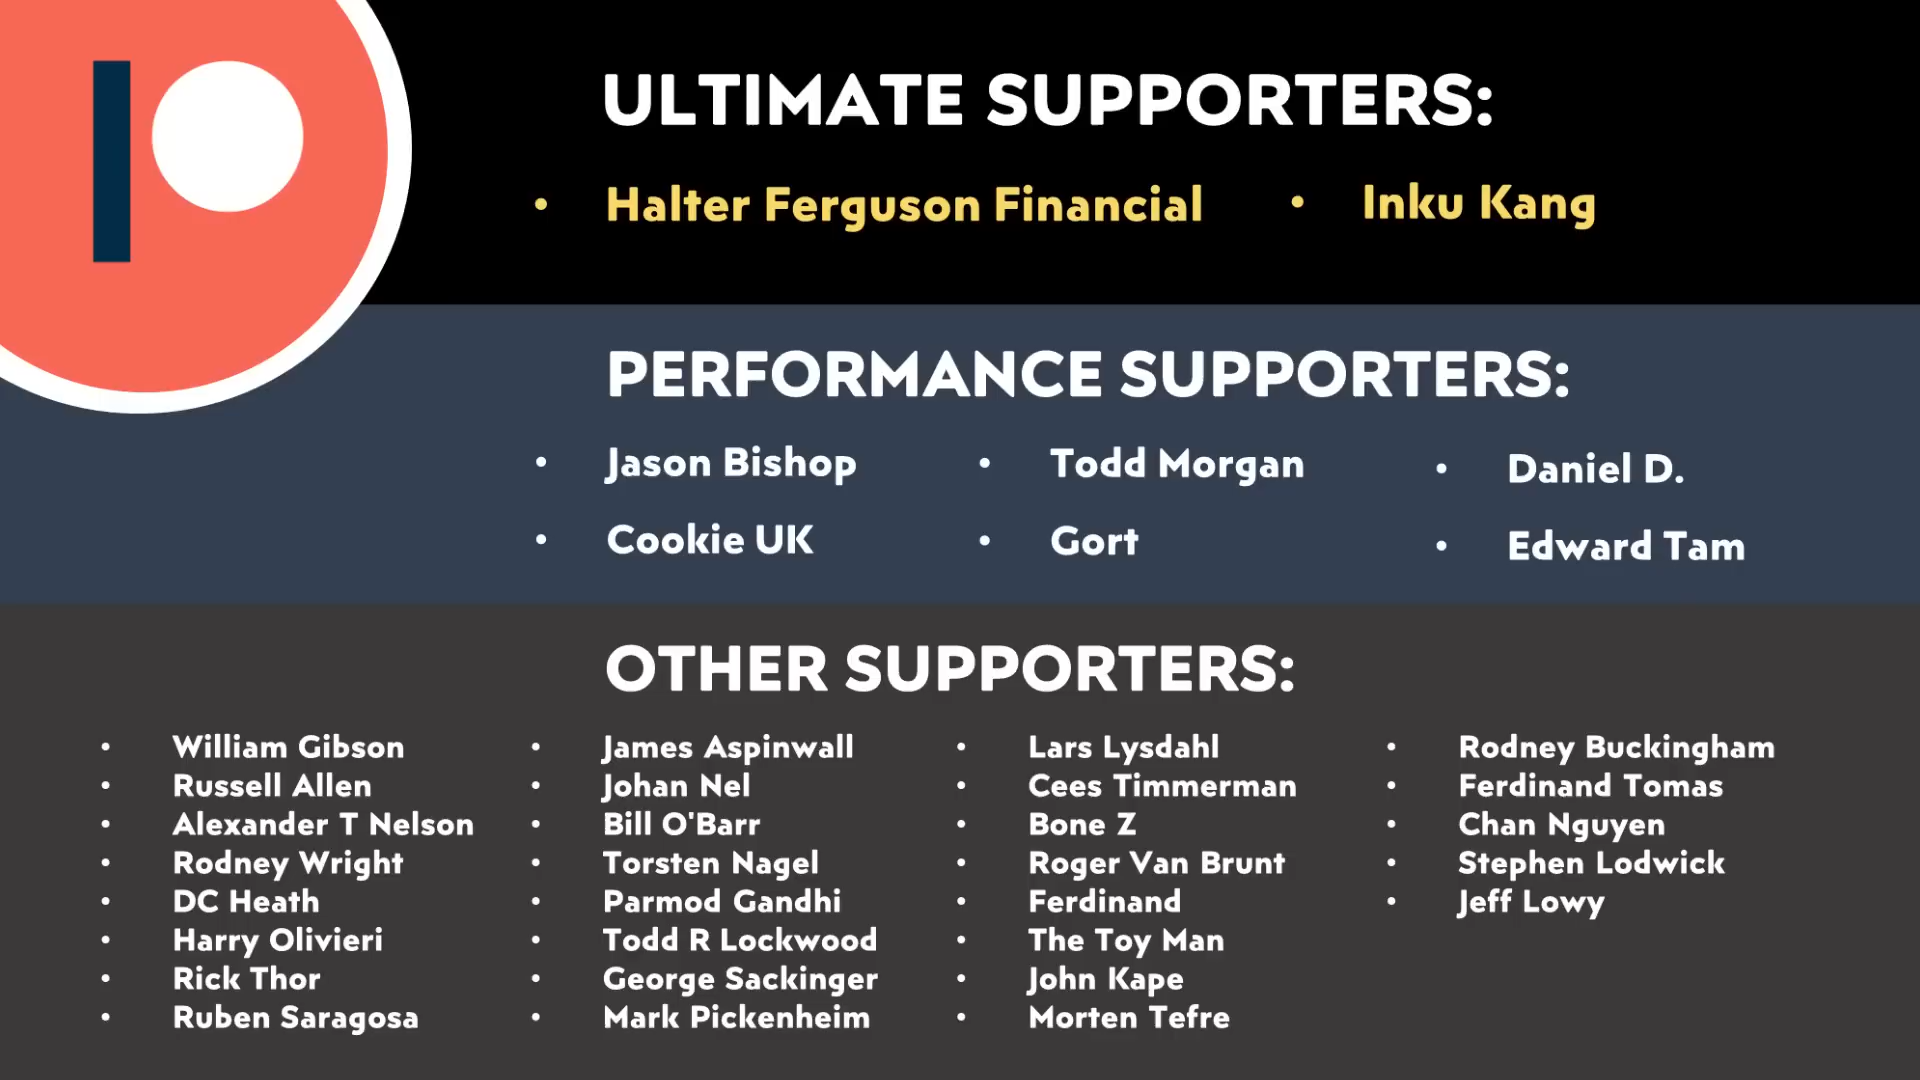 ULTIMATE SUPPORTERS:
• Halter Ferguson Financial
• Inku Kang
PERFORMANCE SUPPORTERS:
• Jason Bishop
• Cookie UK
• Todd Morgan
• Gort
• Daniel D.
• Edward Tam
OTHER SUPPORTERS:
• William Gibson
• Russell Allen
• Alexander T Nelson
• Rodney Wright
• DC Heath
• Harry Olivieri
• Rick Thor
• Ruben Saragosa
• James Aspinwall
• Johan Nel
• Bill O'Barr
• Torsten Nagel
• Parmod Gandhi
• Todd R Lockwood
• George Sackinger
• Mark Pickenheim
• Lars Lysdahl
• Cees Timmerman
• Bone Z
• Roger Van Brunt
• Ferdinand
• The Toy Man
• John Kape
• Morten Tefre
• Rodney Buckingham
• Ferdinand Tomas
• Chan Nguyen
• Stephen Lodwick
• Jeff Lowy